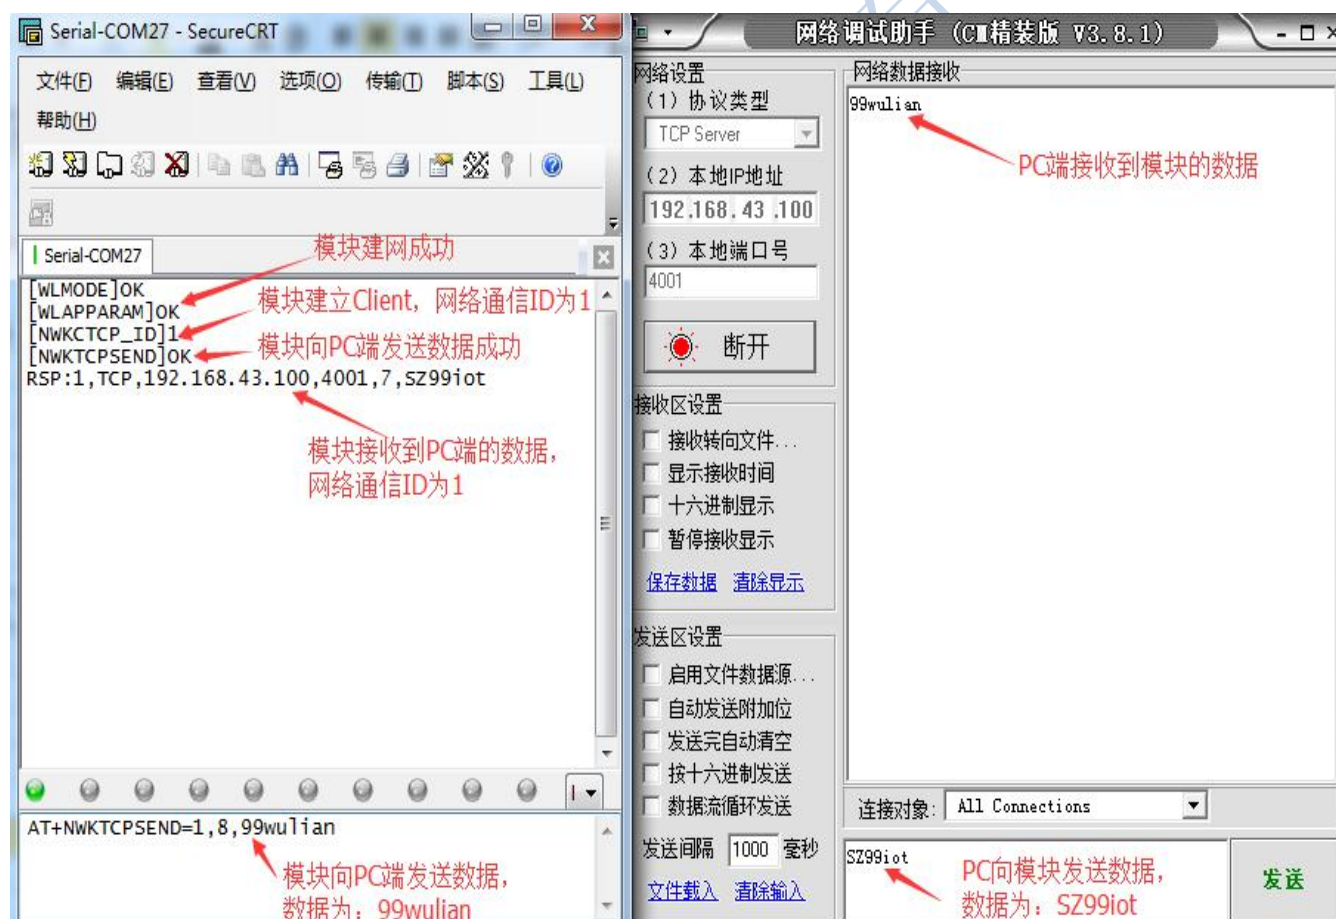 Serial-COM27 - SecureCRT
文件(F) 编辑(E) 查看(V) 选项(O) 传输(T) 脚本(S) 工具(L)
帮助(H)
Serial-COM27
模块建网成功
[WLMODE]OK
[WLAPPARAM]OK
模块建立Client，网络通信ID为1
[NWKCTCP_ID]1
[NWKTCPSEND]OK
模块向PC端发送数据成功
RSP:1,TCP,192.168.43.100,4001,7,SZ99iot
模块接收到PC端的数据，
网络通信ID为1
AT+NWKTCPSEND=1,8,99wulian
模块向PC端发送数据，
数据为：99wulian
网络调试助手 (CM精装版 V3.8.1)
网络设置
(1) 协议类型
TCP Server
(2) 本地IP地址
192.168.43.100
(3) 本地端口号
4001
断开
接收区设置
接收转向文件...
显示接收时间
十六进制显示
暂停接收显示
保存数据 清除显示
发送区设置
启用文件数据源...
自动发送附加位
发送完自动清空
按十六进制发送
数据流循环发送
发送间隔 1000 毫秒
文件载入 清除输入
网络数据接收
99wulian
PC端接收到模块的数据
连接对象: All Connections
SZ99iot
PC向模块发送数据，
数据为：SZ99iot
发送